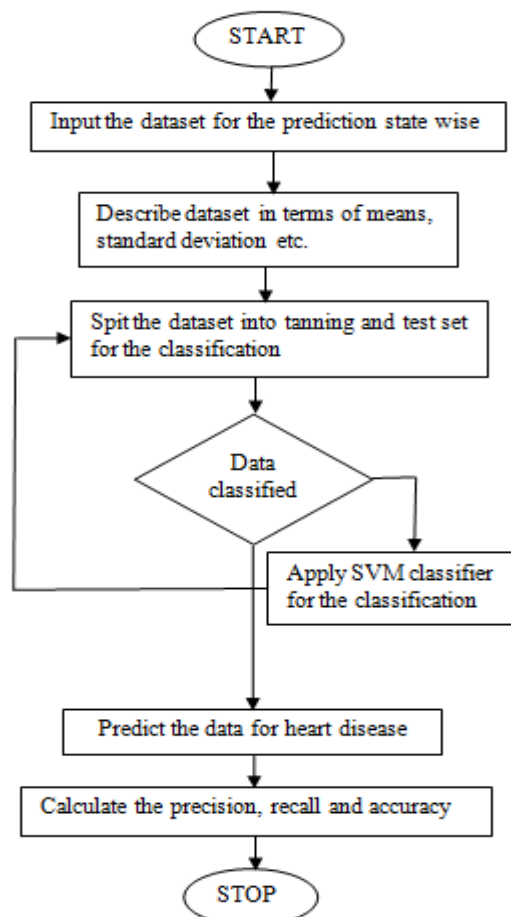 START
Input the dataset for the prediction state wise
Describe dataset in terms of means,
standard deviation etc.
Spit the dataset into tanning and test set
for the classification
Data
classified
Apply SVM classifier
for the classification
Predict the data for heart disease
Calculate the precision, recall and accuracy
STOP